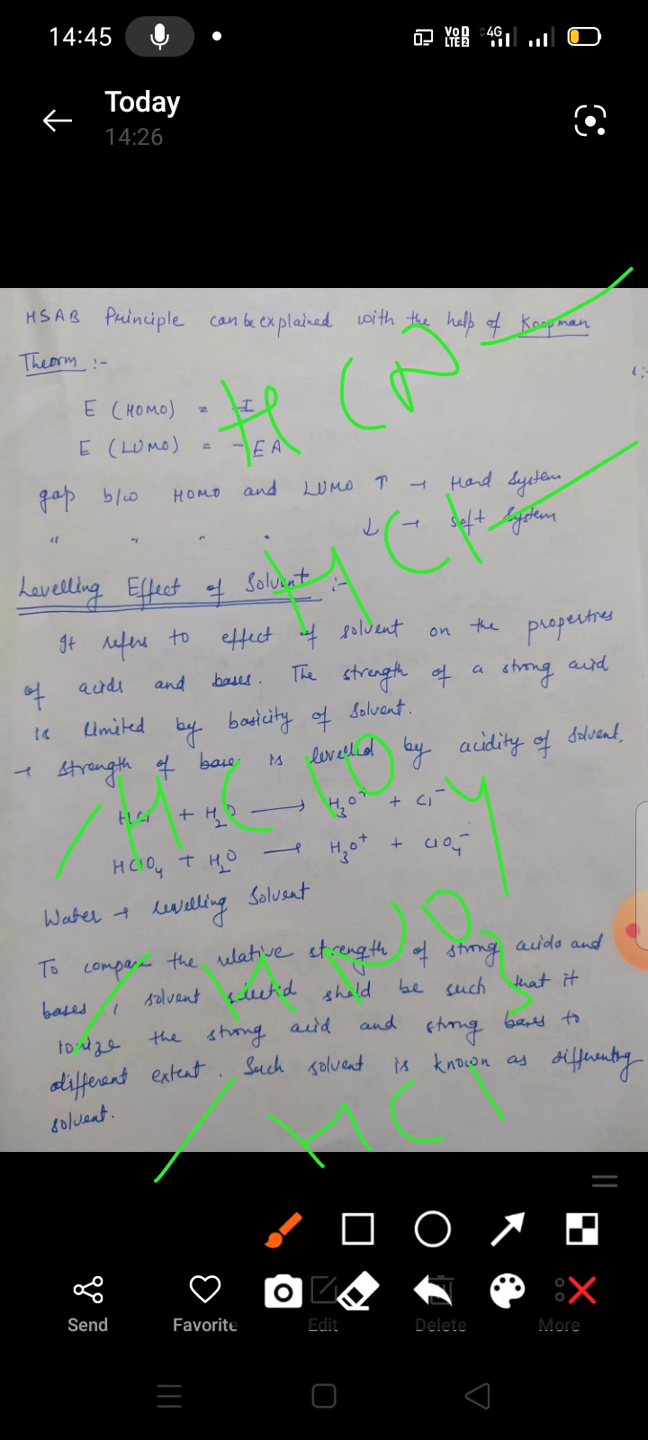 14:45
VoD LTE2 4G
Today
14:26
HSAB Principle can be explained with the help of Koopman
Theorm :-
E (HOMO) = -I
E (LUMO) = - EA
gap b/w HOMO and LUMO ↑ → Hard System
" " " " ↓ → Soft System
Levelling Effect of Solvent :-
It refers to effect of solvent on the properties
of acids and bases. The strength of a strong acid
is limited by basicity of solvent.
→ strength of base is levelled by acidity of solvent.
HCl + H2O ⟶ H3O+ + Cl-
HClO4 + H2O ⟶ H3O+ + ClO4-
Water → levelling Solvent
To compare the relative strength of strong acids and
bases, solvent should be such that it
Ionize the strong acid and strong bases to
different extent. Such solvent is known as differenting
solvent.
HCN
HCl
HClO4
HNO3
HCl
Send Favorite Edit Delete More